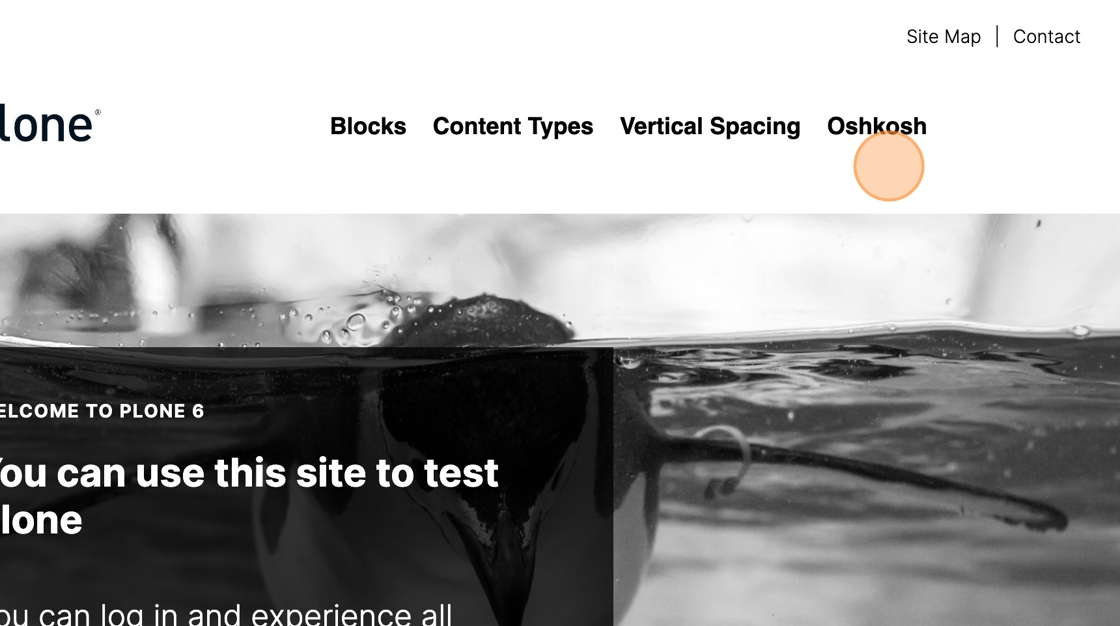 Site Map | Contact
lone®
Blocks Content Types Vertical Spacing Oshkosh
ELCOME TO PLONE 6
You can use this site to test
lone
ou can log in and experience all